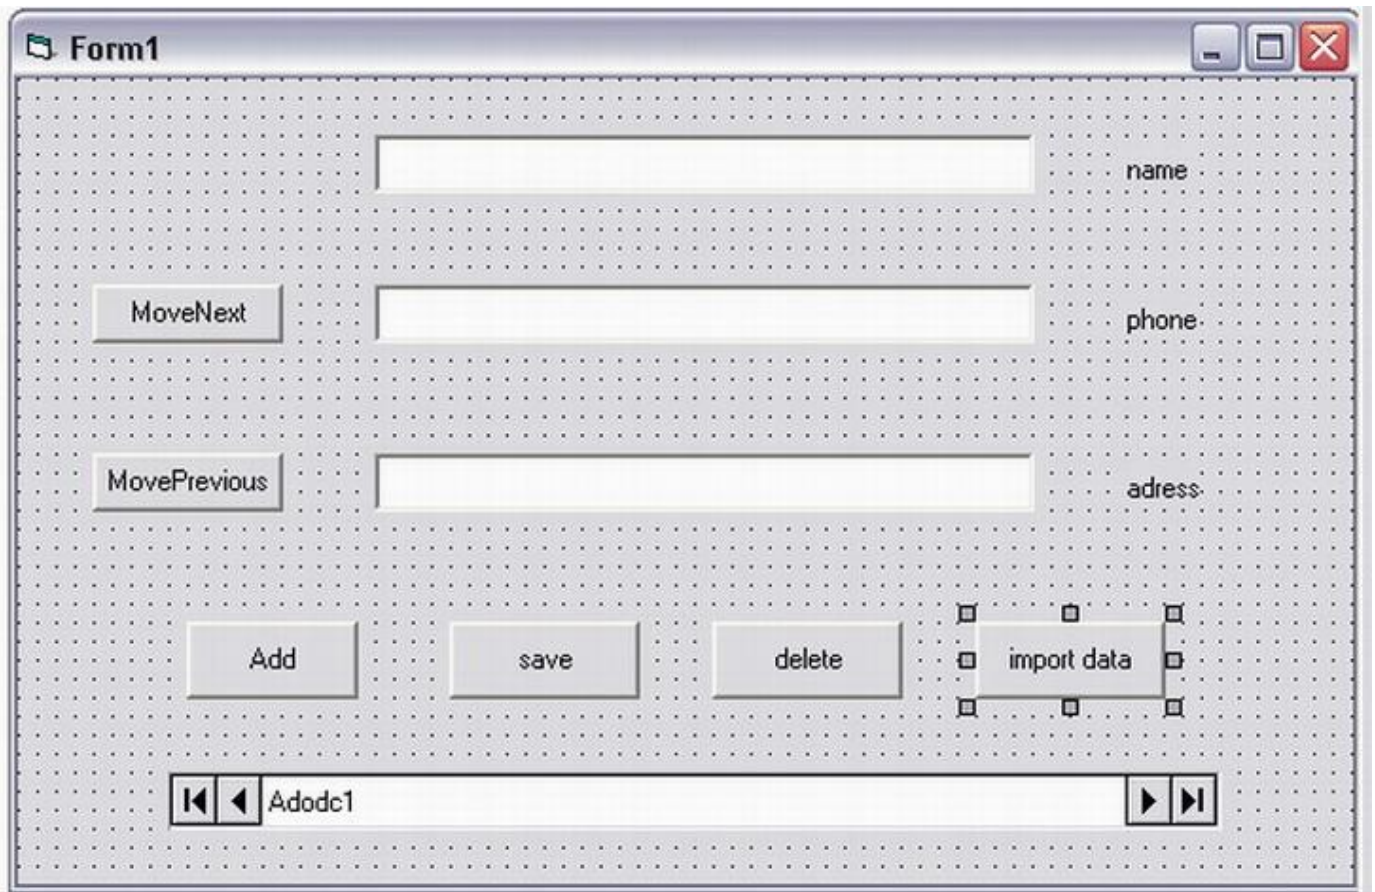 Form1
name
MoveNext
phone
MovePrevious
adress
Add
save
delete
import data
Adodc1